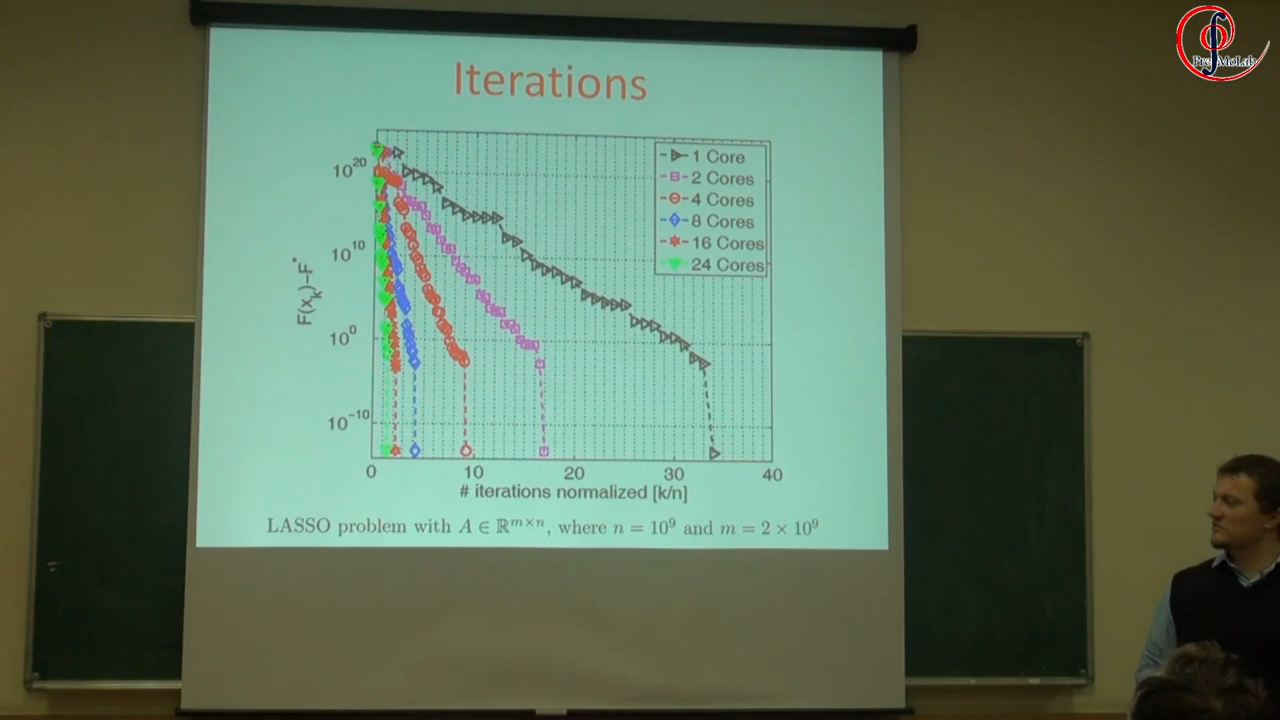 Iterations
10^20
10^10
10^0
10^-10
F(x_k)-F*
1 Core
2 Cores
4 Cores
8 Cores
16 Cores
24 Cores
0 10 20 30 40
# iterations normalized [k/n]
LASSO problem with A ∈ ℝ^{m×n}, where n = 10^9 and m = 2 × 10^9